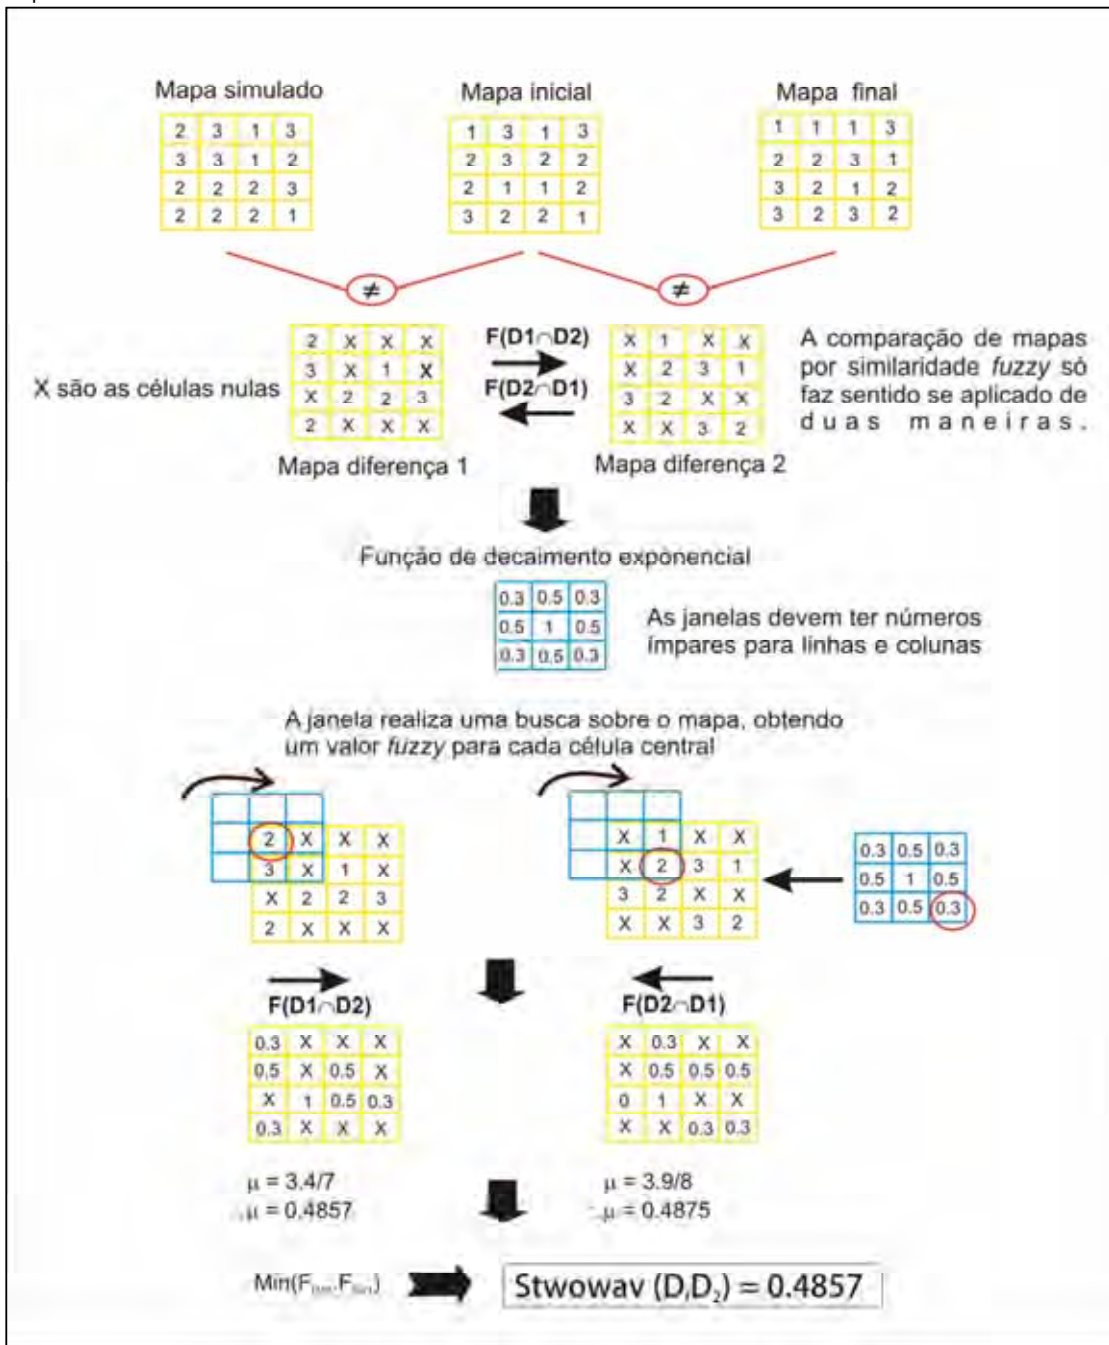 Mapa simulado
2 3 1 3
3 3 1 2
2 2 2 3
2 2 2 1
Mapa inicial
1 3 1 3
2 3 2 2
2 1 1 2
3 2 2 1
Mapa final
1 1 1 3
2 2 3 1
3 2 1 2
3 2 3 2
≠
≠
X são as células nulas
2 X X X
3 X 1 X
X 2 2 3
2 X X X
Mapa diferença 1
F(D1∩D2)
F(D2∩D1)
X 1 X X
X 2 3 1
3 2 X X
X X 3 2
Mapa diferença 2
A comparação de mapas
por similaridade fuzzy só
faz sentido se aplicado de
duas maneiras.
Função de decaimento exponencial
0.3 0.5 0.3
0.5 1 0.5
0.3 0.5 0.3
As janelas devem ter números
ímpares para linhas e colunas
A janela realiza uma busca sobre o mapa, obtendo
um valor fuzzy para cada célula central
2 X X X
3 X 1 X
X 2 2 3
2 X X X
X 1 X X
X 2 3 1
3 2 X X
X X 3 2
0.3 0.5 0.3
0.5 1 0.5
0.3 0.5 0.3
F(D1∩D2)
0.3 X X X
0.5 X 0.5 X
X 1 0.5 0.3
0.3 X X X
F(D2∩D1)
X 0.3 X X
X 0.5 0.5 0.5
0 1 X X
X X 0.3 0.3
μ = 3.4/7
μ = 0.4857
μ = 3.9/8
μ = 0.4875
Min(F
Stwowav (D,D₂) = 0.4857